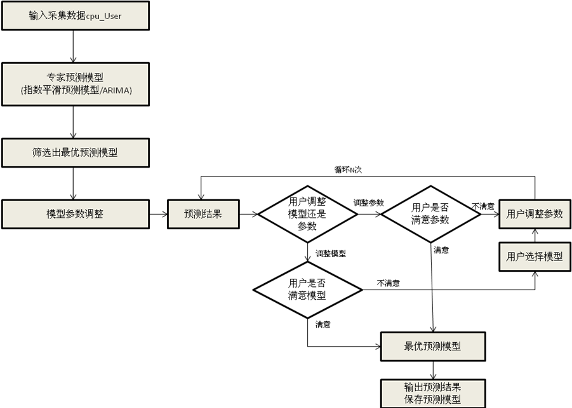 输入采集数据cpu_User
专家预测模型
(指数平滑预测模型/ARIMA)
筛选出最优预测模型
循环N次
模型参数调整
预测结果
用户调整
模型还是
参数
调整参数
用户是否
满意参数
不满意
用户调整参数
调整模型
满意
用户选择模型
用户是否
满意模型
不满意
满意
最优预测模型
输出预测结果
保存预测模型